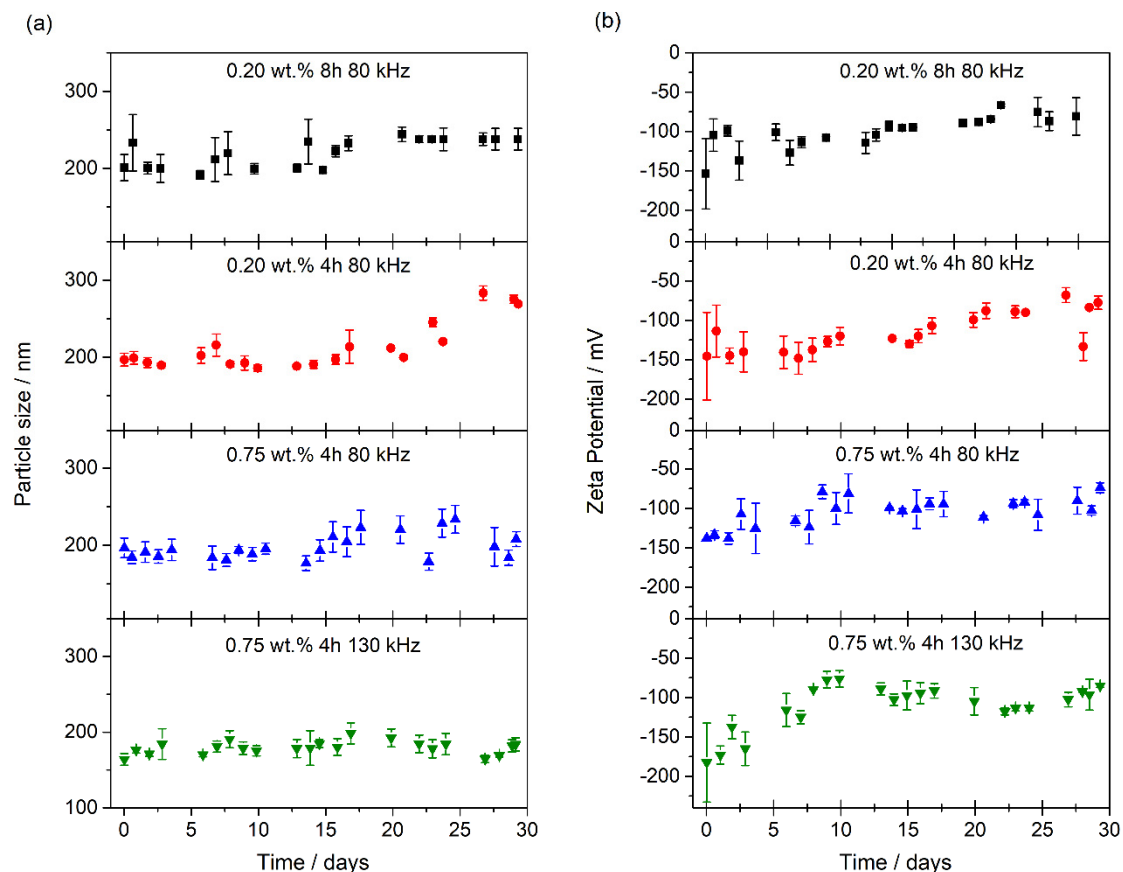 (a)
Particle size / nm
300
200
0.20 wt.% 8h 80 kHz
300
200
0.20 wt.% 4h 80 kHz
300
200
0.75 wt.% 4h 80 kHz
300
200
100
0.75 wt.% 4h 130 kHz
0 5 10 15 20 25 30
Time / days
(b)
Zeta Potential / mV
0
-50
-100
-150
-200
0.20 wt.% 8h 80 kHz
0
-50
-100
-150
-200
0.20 wt.% 4h 80 kHz
0
-50
-100
-150
-200
0.75 wt.% 4h 80 kHz
0
-50
-100
-150
-200
0.75 wt.% 4h 130 kHz
0 5 10 15 20 25 30
Time / days